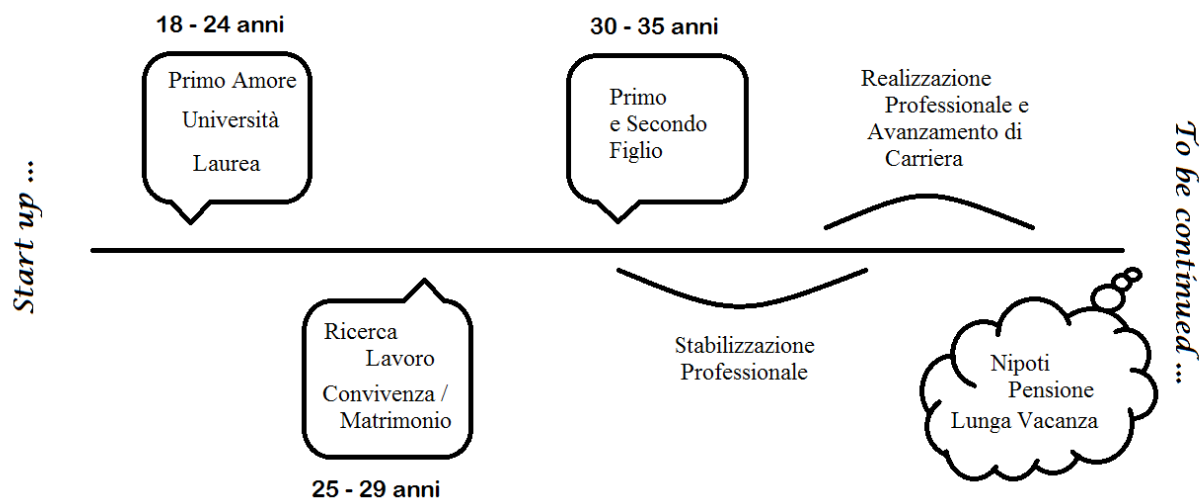 Start up ...
18 - 24 anni
Primo Amore
Università
Laurea
25 - 29 anni
Ricerca
Lavoro
Convivenza /
Matrimonio
30 - 35 anni
Primo
e Secondo
Figlio
Stabilizzazione
Professionale
Realizzazione
Professionale e
Avanzamento di
Carriera
Nipoti
Pensione
Lunga Vacanza
To be continued ...